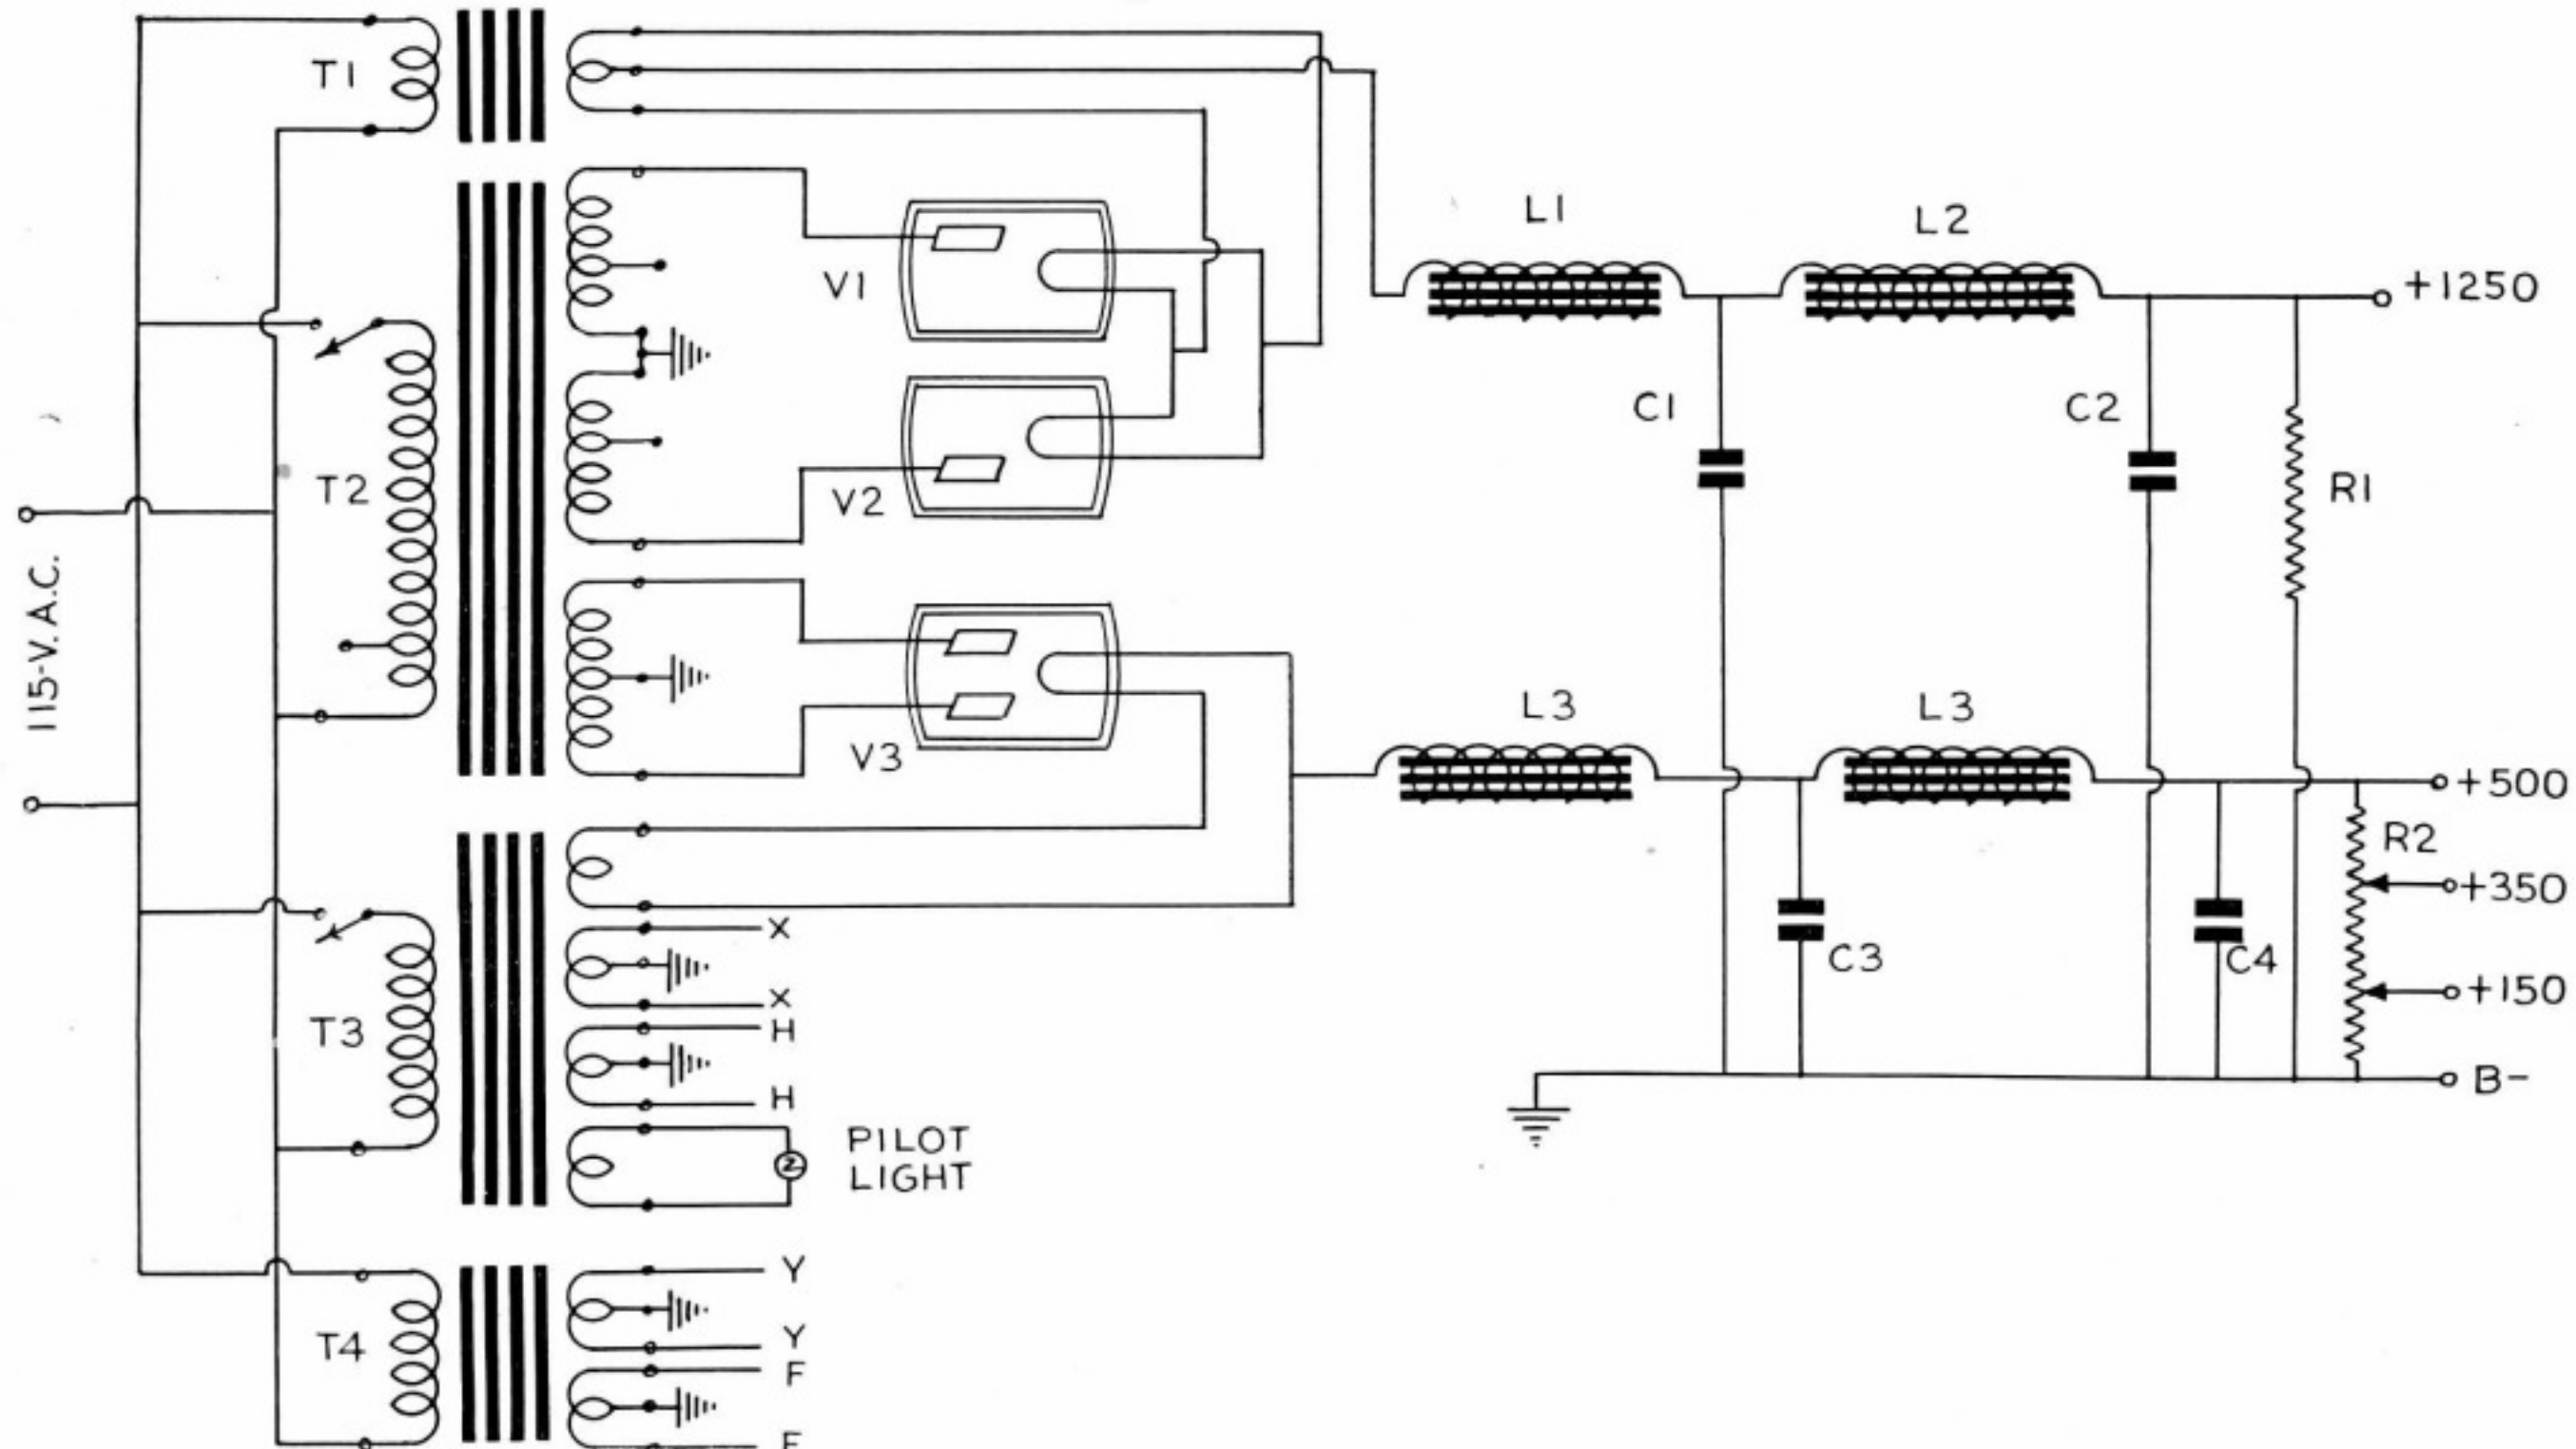 T1
L1
L2
+1250
V1
C1
C2
T2
R1
V2
115-V. A.C.
L3
L3
V3
+500
R2
+350
X
C3
C4
+150
X
T3
H
B-
H
PILOT
LIGHT
Y
T4
Y
F